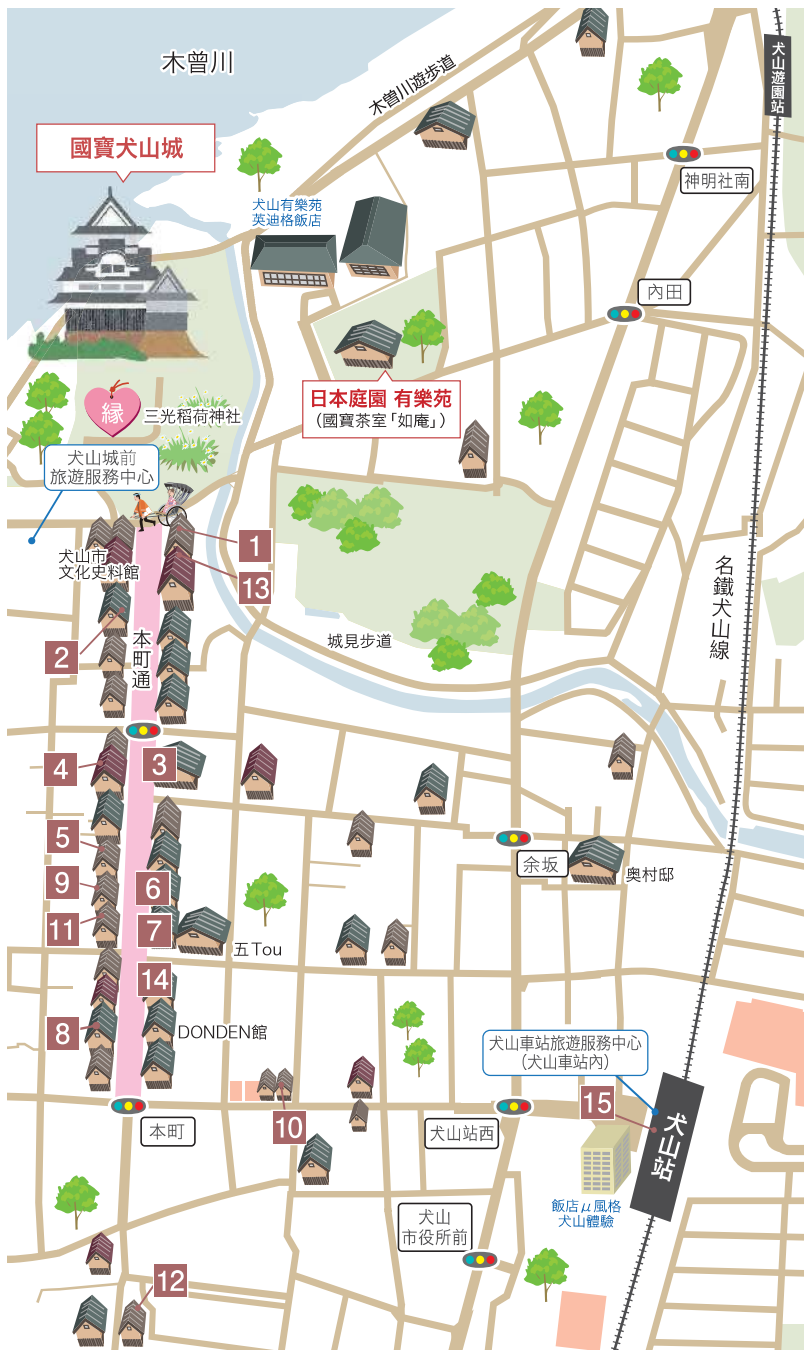 木曾川
木曾川遊步道
犬山遊園站
國寶犬山城
神明社南
犬山有樂苑
英迪格飯店
內田
日本庭園 有樂苑
（國寶茶室「如庵」）
縁
三光稻荷神社
犬山城前
旅遊服務中心
1
犬山市
文化史料館
13
名鐵犬山線
城見步道
2
本町通
3
4
5
余坂
奧村邸
9
6
11
7
五Tou
14
8
DONDEN館
犬山車站旅遊服務中心
（犬山車站內）
15
10
本町
犬山站西
犬山站
飯店μ風格
犬山體驗
犬山
市役所前
12